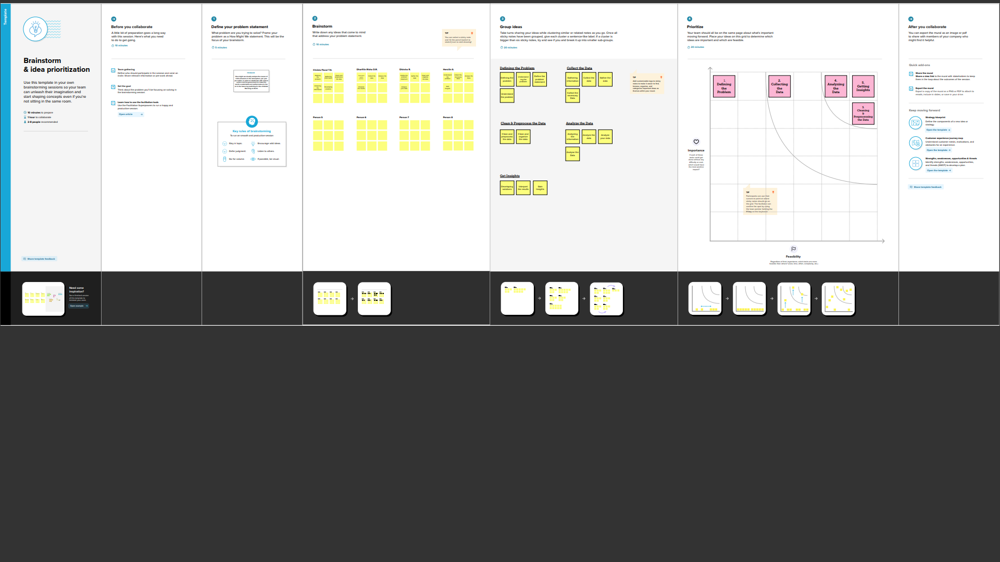 Template
Brainstorm
& idea prioritization
Use this template in your own
brainstorming sessions so your team
can unleash their imagination and
start shaping concepts even if you're
not sitting in the same room.
10 minutes to prepare
1 hour to collaborate
2-8 people recommended
Share template feedback
Need some
inspiration?
See a finished version
of this template to
kickstart your work.
Open example
Before you collaborate
A little bit of preparation goes a long way
with this session. Here's what you need
to do to get going.
10 minutes
A
Team gathering
Define who should participate in the session and send an
invite. Share relevant information or pre-work ahead.
B
Set the goal
Think about the problem you'll be focusing on solving in
the brainstorming session.
C
Learn how to use the facilitation tools
Use the Facilitation Superpowers to run a happy and
productive session.
Open article
1
Define your problem statement
What problem are you trying to solve? Frame your
problem as a How Might We statement. This will be the
focus of your brainstorm.
5 minutes
Key rules of brainstorming
To run an smooth and productive session
Stay in topic.
Encourage wild ideas.
Defer judgment.
Listen to others.
Go for volume.
If possible, be visual.
2
Brainstorm
Write down any ideas that come to mind
that address your problem statement.
10 minutes
TIP
You can select a sticky note
and hit the pencil [switch to
sketch] icon to start drawing!
Person 5
Person 6
Person 7
Person 8
3
Group ideas
Take turns sharing your ideas while clustering similar or related notes as you go. Once all
sticky notes have been grouped, give each cluster a sentence-like label. If a cluster is
bigger than six sticky notes, try and see if you and break it up into smaller sub-groups.
20 minutes
TIP
Add customizable tags to sticky
notes to make it easier to find,
browse, organize, and
categorize important ideas as
themes within your mural.
Defining the Problem
Defining the
problem
Understand
ing the
problem
Define the
problem
statement
Understand
the problem
Collect the Data
Gathering
information
Collect the
data
Gather the
data
Collect the
necessary
Data
Clean & Preprocess the Data
Clean and
preprocess
the data
Clean and
organize
the data
Analyze the Data
Analyzing
the
information
Analyze the
data
Analyze
your data
Analyse the
Data
Get Insights
Developing
solutions
Interpret
the results
Gain
insights
4
Prioritize
Your team should all be on the same page about what's important
moving forward. Place your ideas on this grid to determine which
ideas are important and which are feasible.
20 minutes
1.
Defining
the
Problem
2.
Collecting
the
Data
4.
Analyzing
the
Data
5.
Getting
Insights
3.
Cleaning
&
Preprocessing
the Data
Importance
If each of these
tasks could get
done without any
difficulty or cost,
which would have
the most positive
impact?
TIP
Participants can use their
cursors to point at where
sticky notes should go on
the grid. The facilitator can
confirm the spot by using
the laser pointer holding the
H key on the keyboard.
Feasibility
Regardless of their importance, which tasks are more
feasible than others? (Cost, time, effort, complexity, etc.)
After you collaborate
You can export the mural as an image or pdf
to share with members of your company who
might find it helpful.
Quick add-ons
A
Share the mural
Share a view link to the mural with stakeholders to keep
them in the loop about the outcomes of the session.
B
Export the mural
Export a copy of the mural as a PNG or PDF to attach to
emails, include in slides, or save in your drive.
Keep moving forward
Strategy blueprint
Define the components of a new idea or
strategy.
Open the template
Customer experience journey map
Understand customer needs, motivations, and
obstacles for an experience.
Open the template
Strengths, weaknesses, opportunities & threats
Identify strengths, weaknesses, opportunities,
and threats (SWOT) to develop a plan.
Open the template
Share template feedback